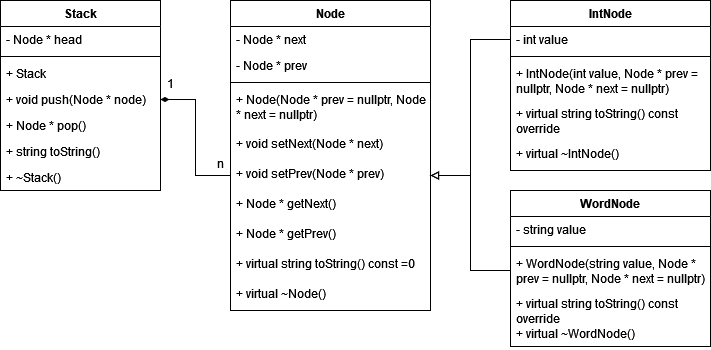 Stack
- Node * head
+ Stack
+ void push(Node * node)
+ Node * pop()
+ string toString()
+ ~Stack()
1
n
Node
- Node * next
- Node * prev
+ Node(Node * prev = nullptr, Node
* next = nullptr)
+ void setNext(Node * next)
+ void setPrev(Node * prev)
+ Node * getNext()
+ Node * getPrev()
+ virtual string toString() const =0
+ virtual ~Node()
IntNode
- int value
+ IntNode(int value, Node * prev =
nullptr, Node * next = nullptr)
+ virtual string toString() const
override
+ virtual ~IntNode()
WordNode
- string value
+ WordNode(string value, Node *
prev = nullptr, Node * next = nullptr)
+ virtual string toString() const
override
+ virtual ~WordNode()